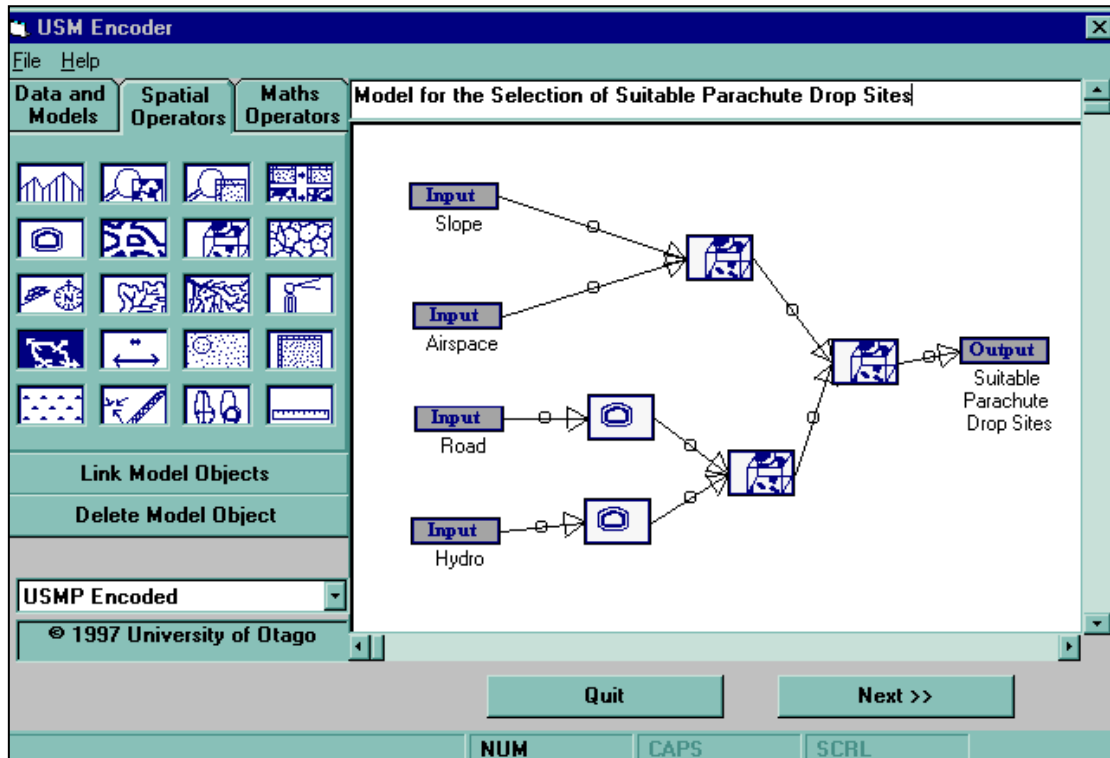 USM Encoder
File Help
Data and
Models
Spatial
Operators
Maths
Operators
Model for the Selection of Suitable Parachute Drop Sites
Input
Slope
Input
Airspace
Input
Road
Input
Hydro
Output
Suitable
Parachute
Drop Sites
N
Link Model Objects
Delete Model Object
USMP Encoded
© 1997 University of Otago
Quit
Next >>
NUM
CAPS
SCRL